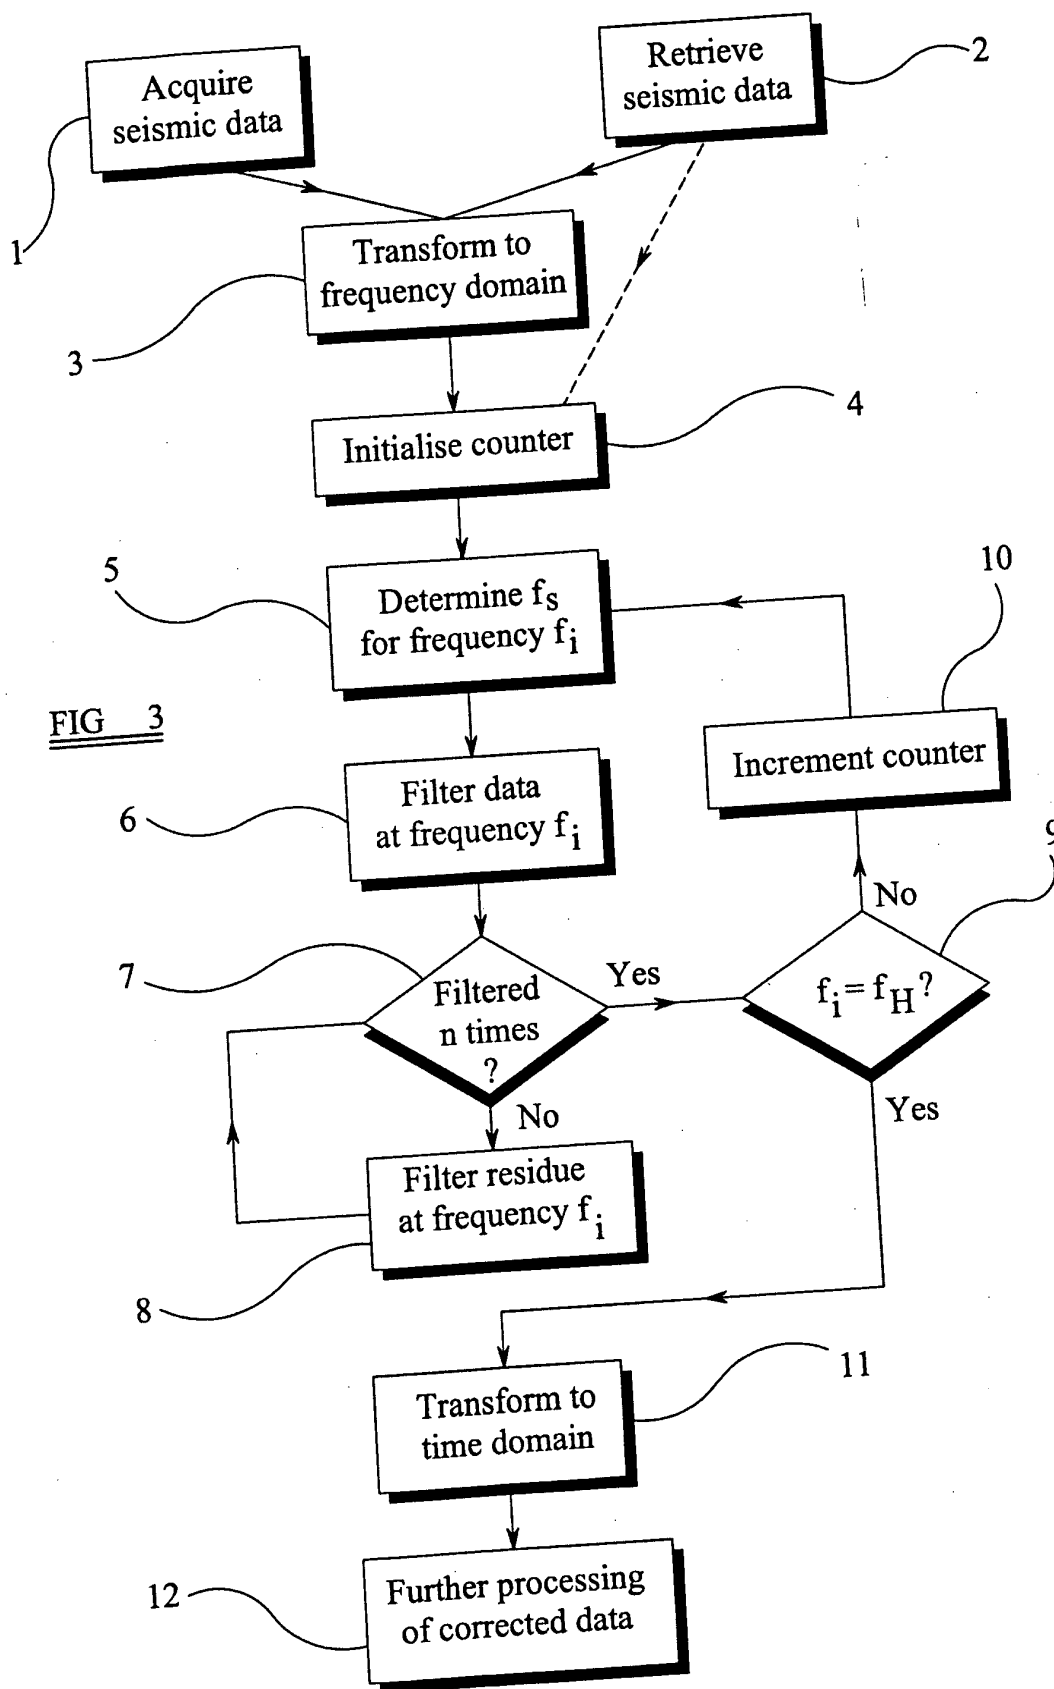 Acquire
seismic data
1
Retrieve
seismic data
2
Transform to
frequency domain
3
Initialise counter
4
Determine fs
for frequency fi
5
FIG 3
Filter data
at frequency fi
6
Increment counter
10
Filtered
n times
?
7
Yes
No
fi = fH ?
9
No
Yes
Filter residue
at frequency fi
8
Transform to
time domain
11
Further processing
of corrected data
12